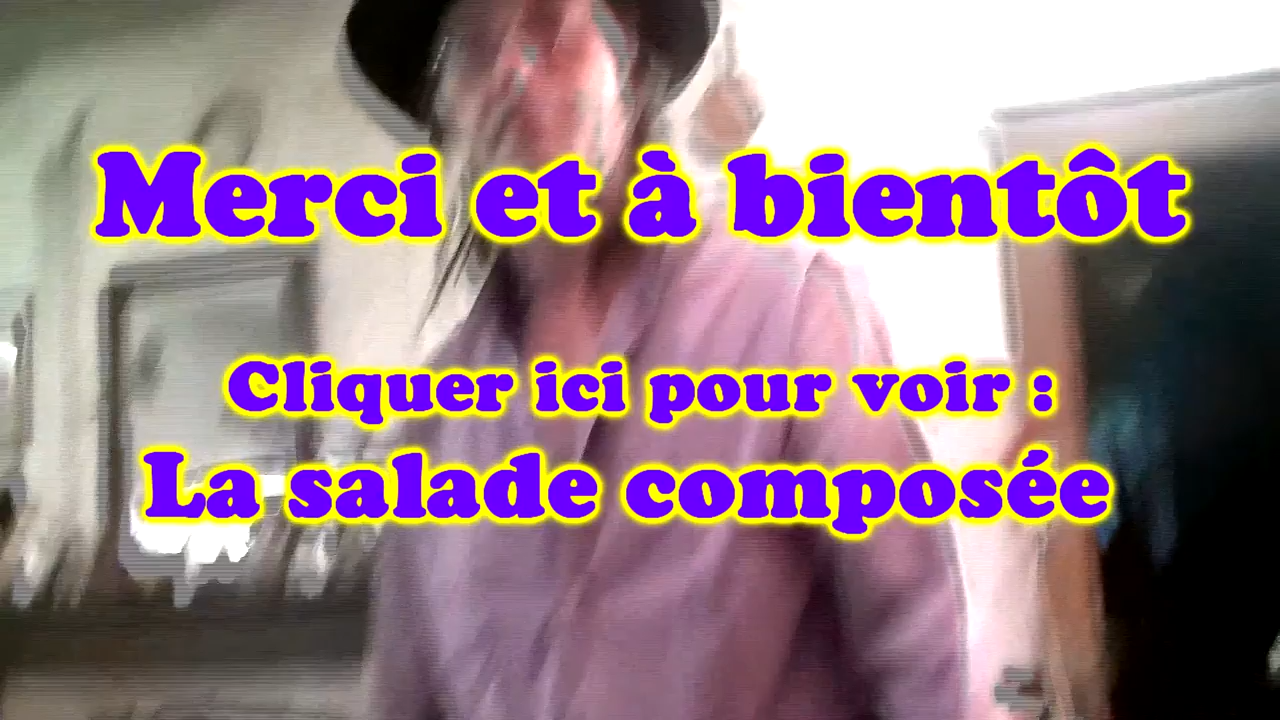 Merci et à bientôt
Cliquer ici pour voir :
La salade composée